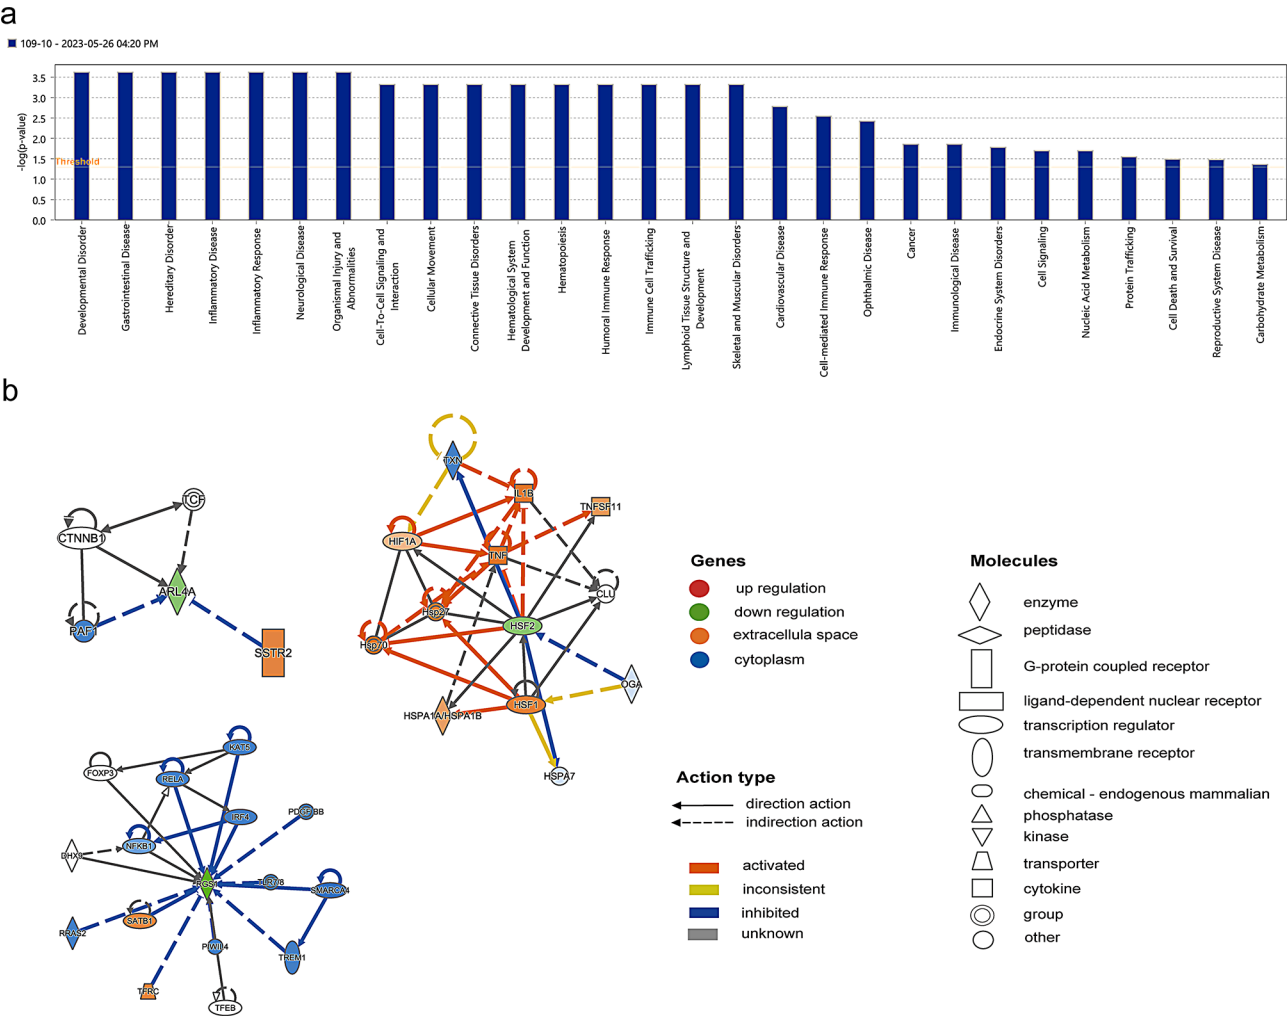 a
109-10 - 2023-05-26 04:20 PM
-log(p-value)
3.5
3.0
2.5
2.0
1.5
1.0
0.5
0.0
Threshold
Developmental Disorder
Gastrointestinal Disease
Hereditary Disorder
Inflammatory Disease
Inflammatory Response
Neurological Disease
Organismal Injury and
Abnormalities
Cell-To-Cell Signaling and
Interaction
Cellular Movement
Connective Tissue Disorders
Hematological System
Development and Function
Hematopoiesis
Humoral Immune Response
Immune Cell Trafficking
Lymphoid Tissue Structure and
Development
Skeletal and Muscular Disorders
Cardiovascular Disease
Cell-mediated Immune Response
Ophthalmic Disease
Cancer
Immunological Disease
Endocrine System Disorders
Cell Signaling
Nucleic Acid Metabolism
Protein Trafficking
Cell Death and Survival
Reproductive System Disease
Carbohydrate Metabolism
b
TCF
CTNNB1
ARL4A
PAF1
SSTR2
TXN
IL1B
TNFSF11
HIF1A
TNF
CLU
Hsp27
HSF2
Hsp70
OGA
HSF1
HSPA1A/HSPA1B
HSPA7
KAT5
FOXP3
RELA
PDGF BB
IRF4
NFKB1
DHX9
RGS1
TLR7/8
SMARCA4
SATB1
RRAS2
PIWIL4
TREM1
TFRC
TFEB
Genes
up regulation
down regulation
extracellula space
cytoplasm
Action type
direction action
indirection action
activated
inconsistent
inhibited
unknown
Molecules
enzyme
peptidase
G-protein coupled receptor
ligand-dependent nuclear receptor
transcription regulator
transmembrane receptor
chemical - endogenous mammalian
phosphatase
kinase
transporter
cytokine
group
other